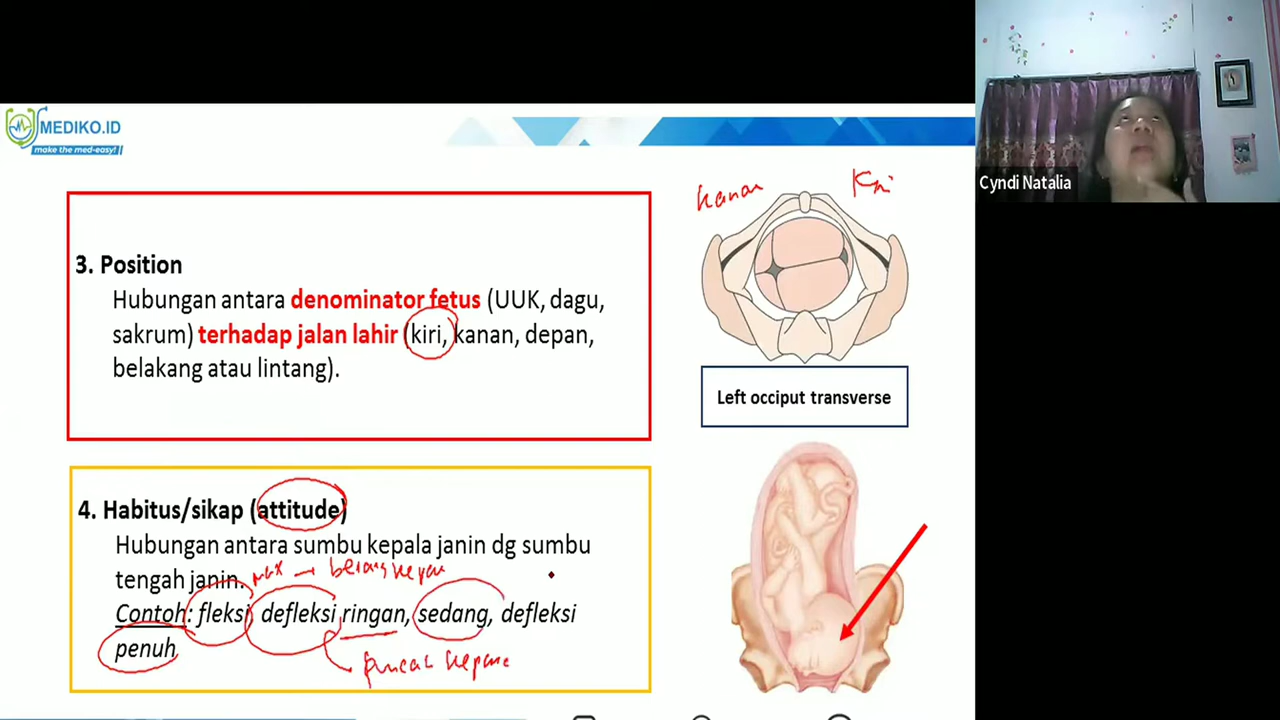 MEDIKO.ID
make the med-easy!
Cyndi Natalia
kanan
3. Position
Hubungan antara denominator fetus (UUK, dagu,
sakrum) terhadap jalan lahir (kiri, kanan, depan,
belakang atau lintang).
Left occiput transverse
4. Habitus/sikap (attitude)
Hubungan antara sumbu kepala janin dg sumbu
tengah janin.
Contoh: fleksi, defleksi ringan, sedang, defleksi
penuh
puncak kepala